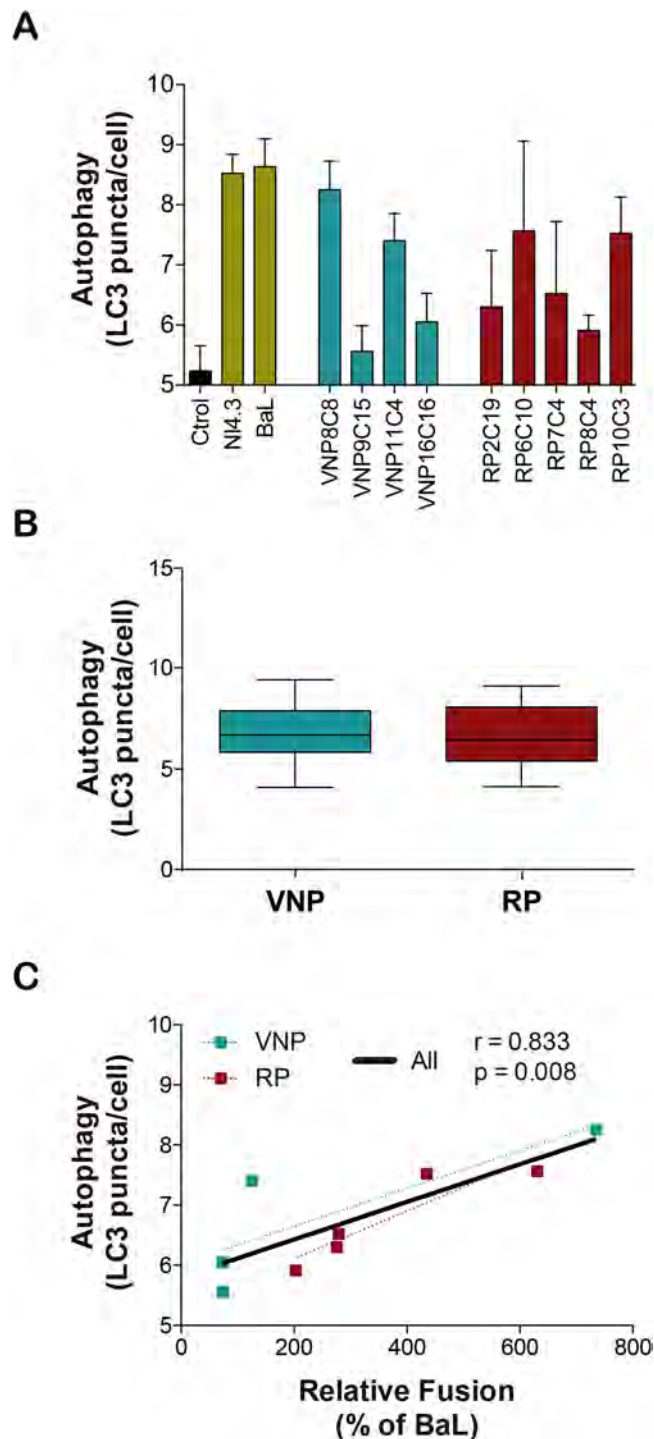 A
Autophagy
(LC3 puncta/cell)
10
9
8
7
6
5
Ctrol
Nl4.3
BaL
VNP8C8
VNP9C15
VNP11C4
VNP16C16
RP2C19
RP6C10
RP7C4
RP8C4
RP10C3
B
Autophagy
(LC3 puncta/cell)
15
10
5
0
VNP
RP
C
Autophagy
(LC3 puncta/cell)
10
9
8
7
6
5
VNP
RP
All
r = 0.833
p = 0.008
0
200
400
600
800
Relative Fusion
(% of BaL)